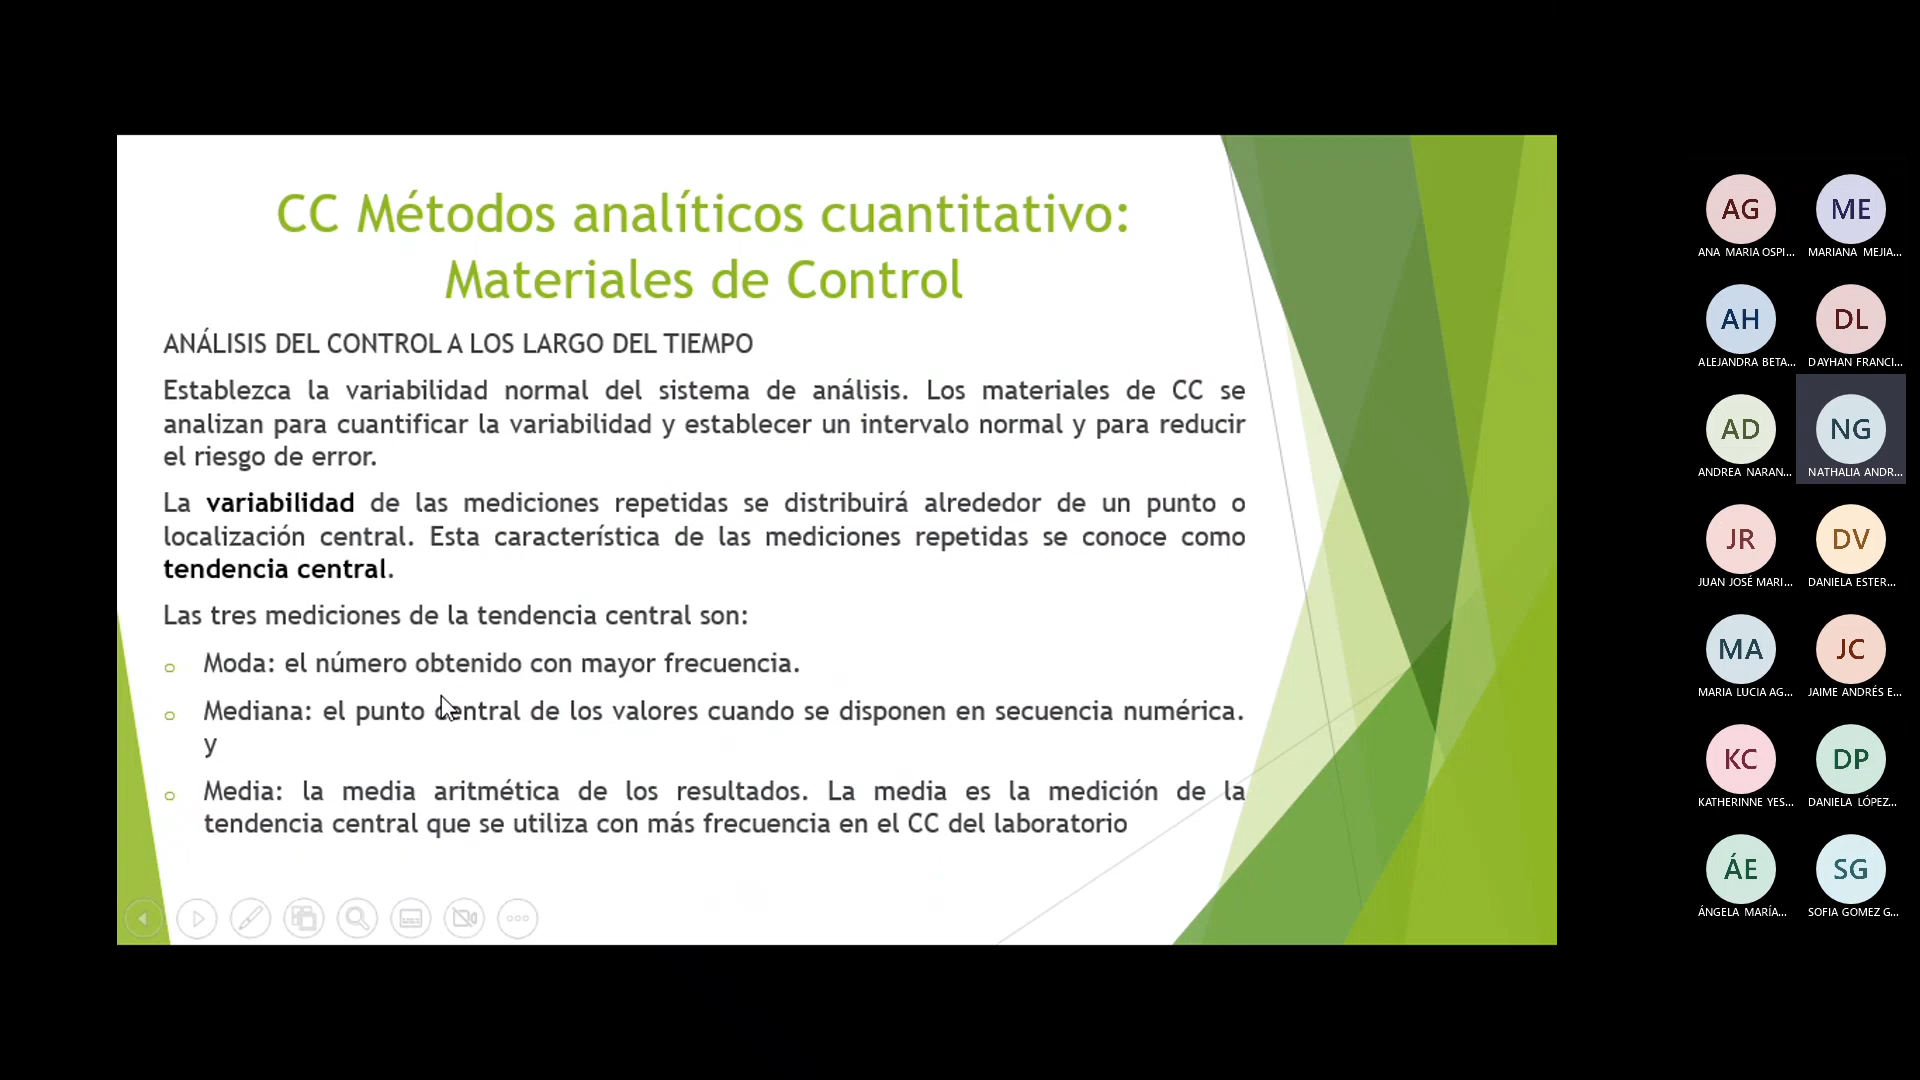 CC Métodos analíticos cuantitativo:
Materiales de Control
ANÁLISIS DEL CONTROL A LOS LARGO DEL TIEMPO
Establezca la variabilidad normal del sistema de análisis. Los materiales de CC se
analizan para cuantificar la variabilidad y establecer un intervalo normal y para reducir
el riesgo de error.
La variabilidad de las mediciones repetidas se distribuirá alrededor de un punto o
localización central. Esta característica de las mediciones repetidas se conoce como
tendencia central.
Las tres mediciones de la tendencia central son:
Moda: el número obtenido con mayor frecuencia.
Mediana: el punto central de los valores cuando se disponen en secuencia numérica.
y
Media: la media aritmética de los resultados. La media es la medición de la
tendencia central que se utiliza con más frecuencia en el CC del laboratorio
AG ME
ANA MARIA OSPI... MARIANA MEJIA...
AH DL
ALEJANDRA BETA... DAYHAN FRANCI...
AD NG
ANDREA NARAN... NATHALIA ANDR...
JR DV
JUAN JOSÉ MARI... DANIELA ESTER...
MA JC
MARIA LUCIA AG... JAIME ANDRÉS E...
KC DP
KATHERINNE YES... DANIELA LÓPEZ...
ÁE SG
ÁNGELA MARÍA... SOFIA GOMEZ G...